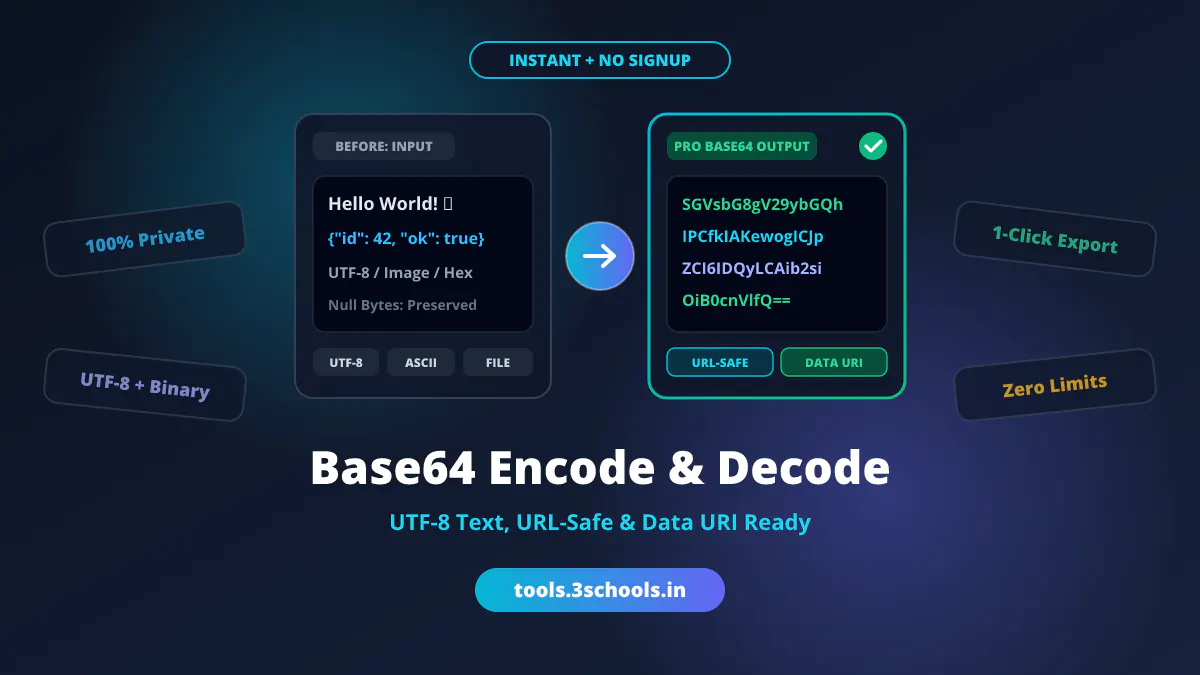 INSTANT + NO SIGNUP
BEFORE: INPUT
Hello World! 
{"id": 42, "ok": true}
UTF-8 / Image / Hex
Null Bytes: Preserved
UTF-8
ASCII
FILE
PRO BASE64 OUTPUT
SGVsbG8gV29ybGQh
IPCfkIAKewogICJp
ZCI6IDQyLCAib2si
OiB0cnVlfQ==
URL-SAFE
DATA URI
100% Private
UTF-8 + Binary
1-Click Export
Zero Limits
Base64 Encode & Decode
UTF-8 Text, URL-Safe & Data URI Ready
tools.3schools.in